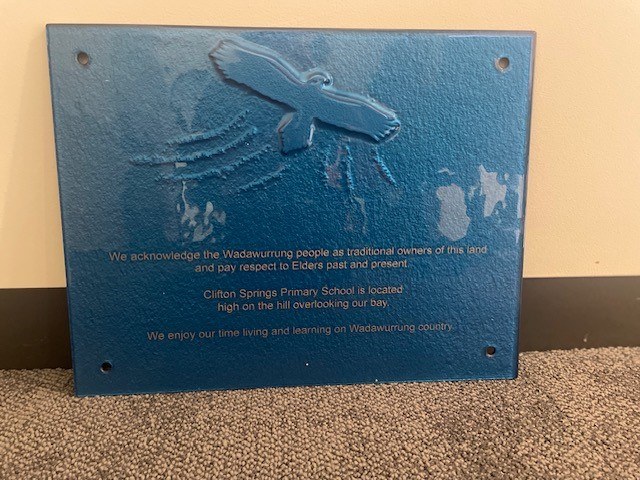 We acknowledge the Wadawurrung people as traditional owners of this land
and pay respect to Elders past and present.
Clifton Springs Primary School is located
high on the hill overlooking our bay.
We enjoy our time living and learning on Wadawurrung country.